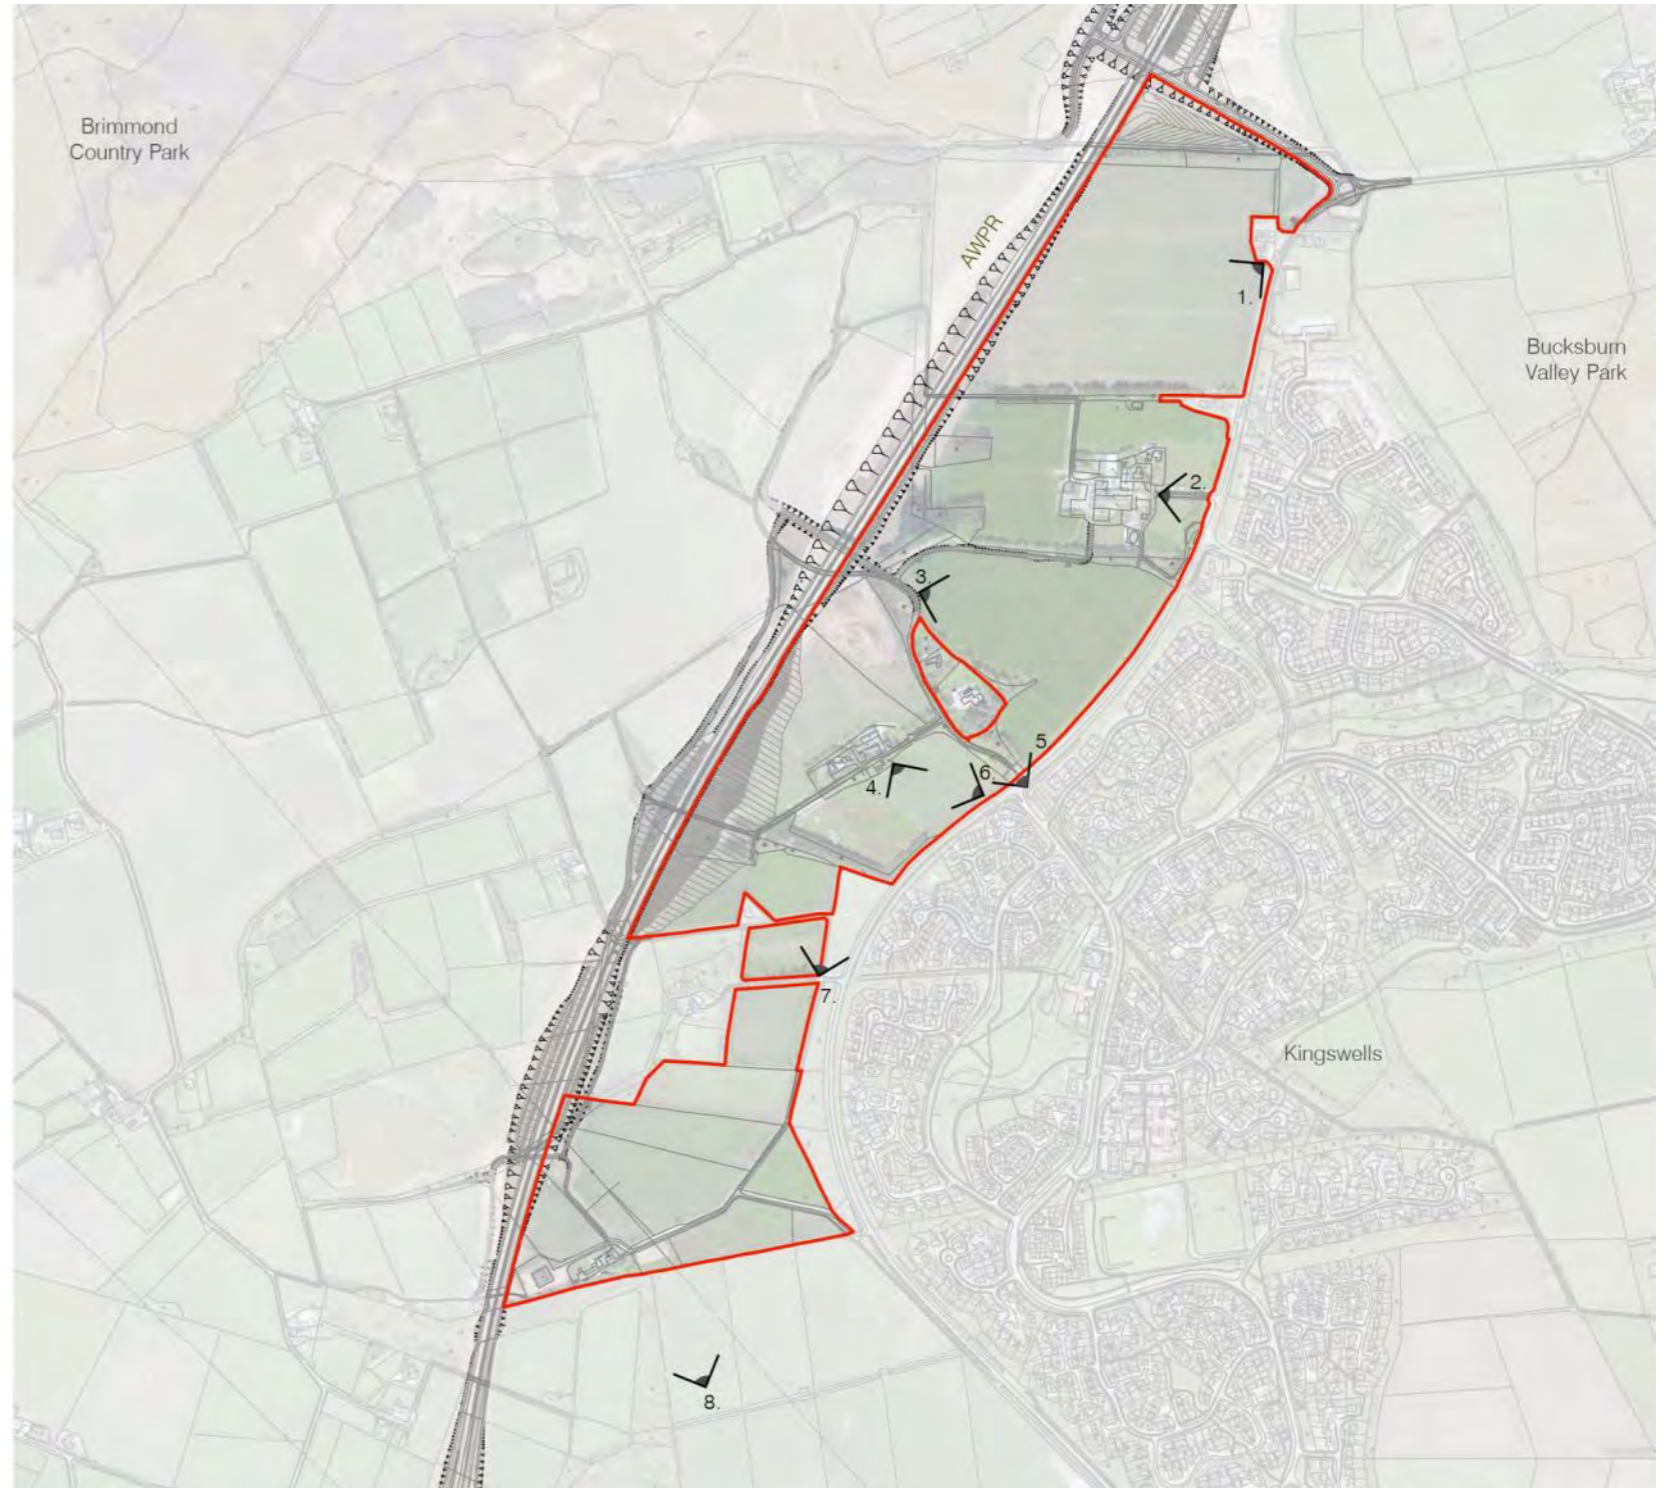 Brimmond
Country Park
AWPR
1.
Bucksburn
Valley Park
2.
3.
5.
6.
4.
7.
Kingswells
8.